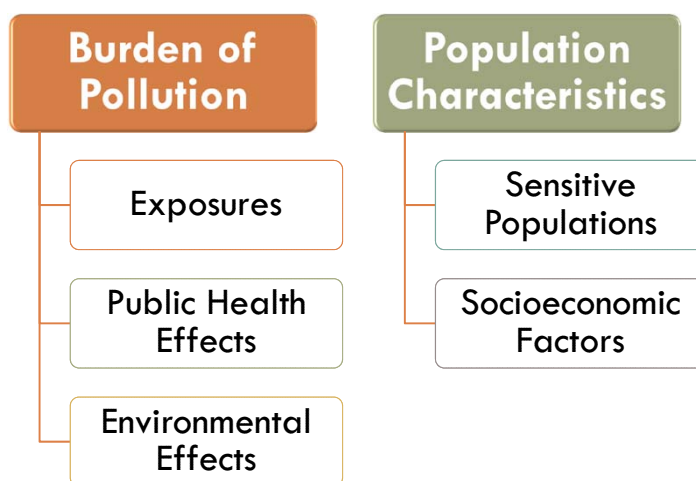 Burden of
Pollution
Exposures
Public Health
Effects
Environmental
Effects
Population
Characteristics
Sensitive
Populations
Socioeconomic
Factors